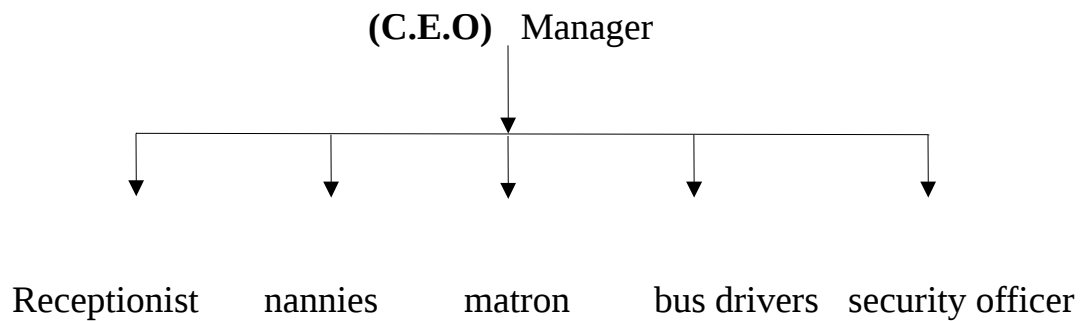 (C.E.O) Manager
Receptionist nannies matron bus drivers security officer